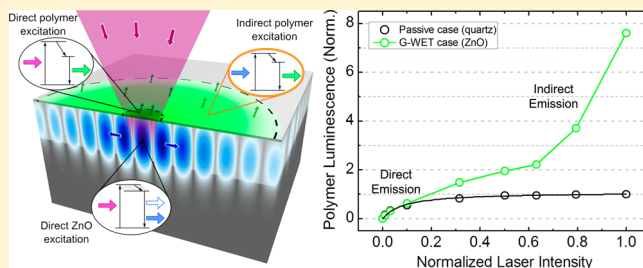 Direct polymer
excitation
Indirect polymer
excitation
Direct ZnO
excitation
Polymer Luminescence (Norm.)
8
6
4
2
0
Passive case (quartz)
G-WET case (ZnO)
Indirect
Emission
Direct
Emission
0.0 0.2 0.4 0.6 0.8 1.0
Normalized Laser Intensity